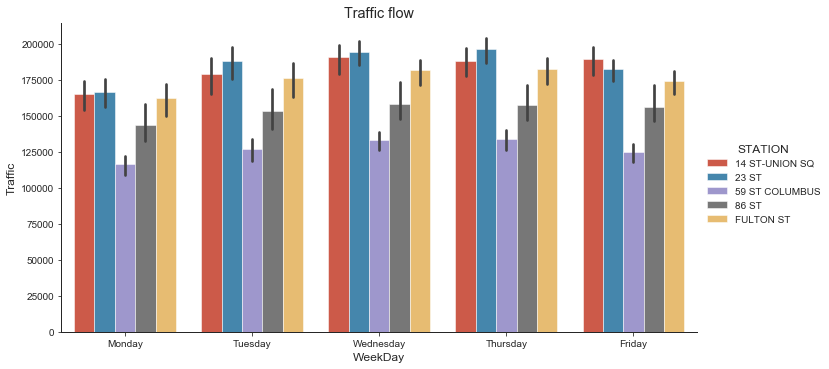 Traffic flow
200000
175000
150000
125000
100000
75000
50000
25000
0
Traffic
Monday Tuesday Wednesday Thursday Friday
WeekDay
STATION
14 ST-UNION SQ
23 ST
59 ST COLUMBUS
86 ST
FULTON ST